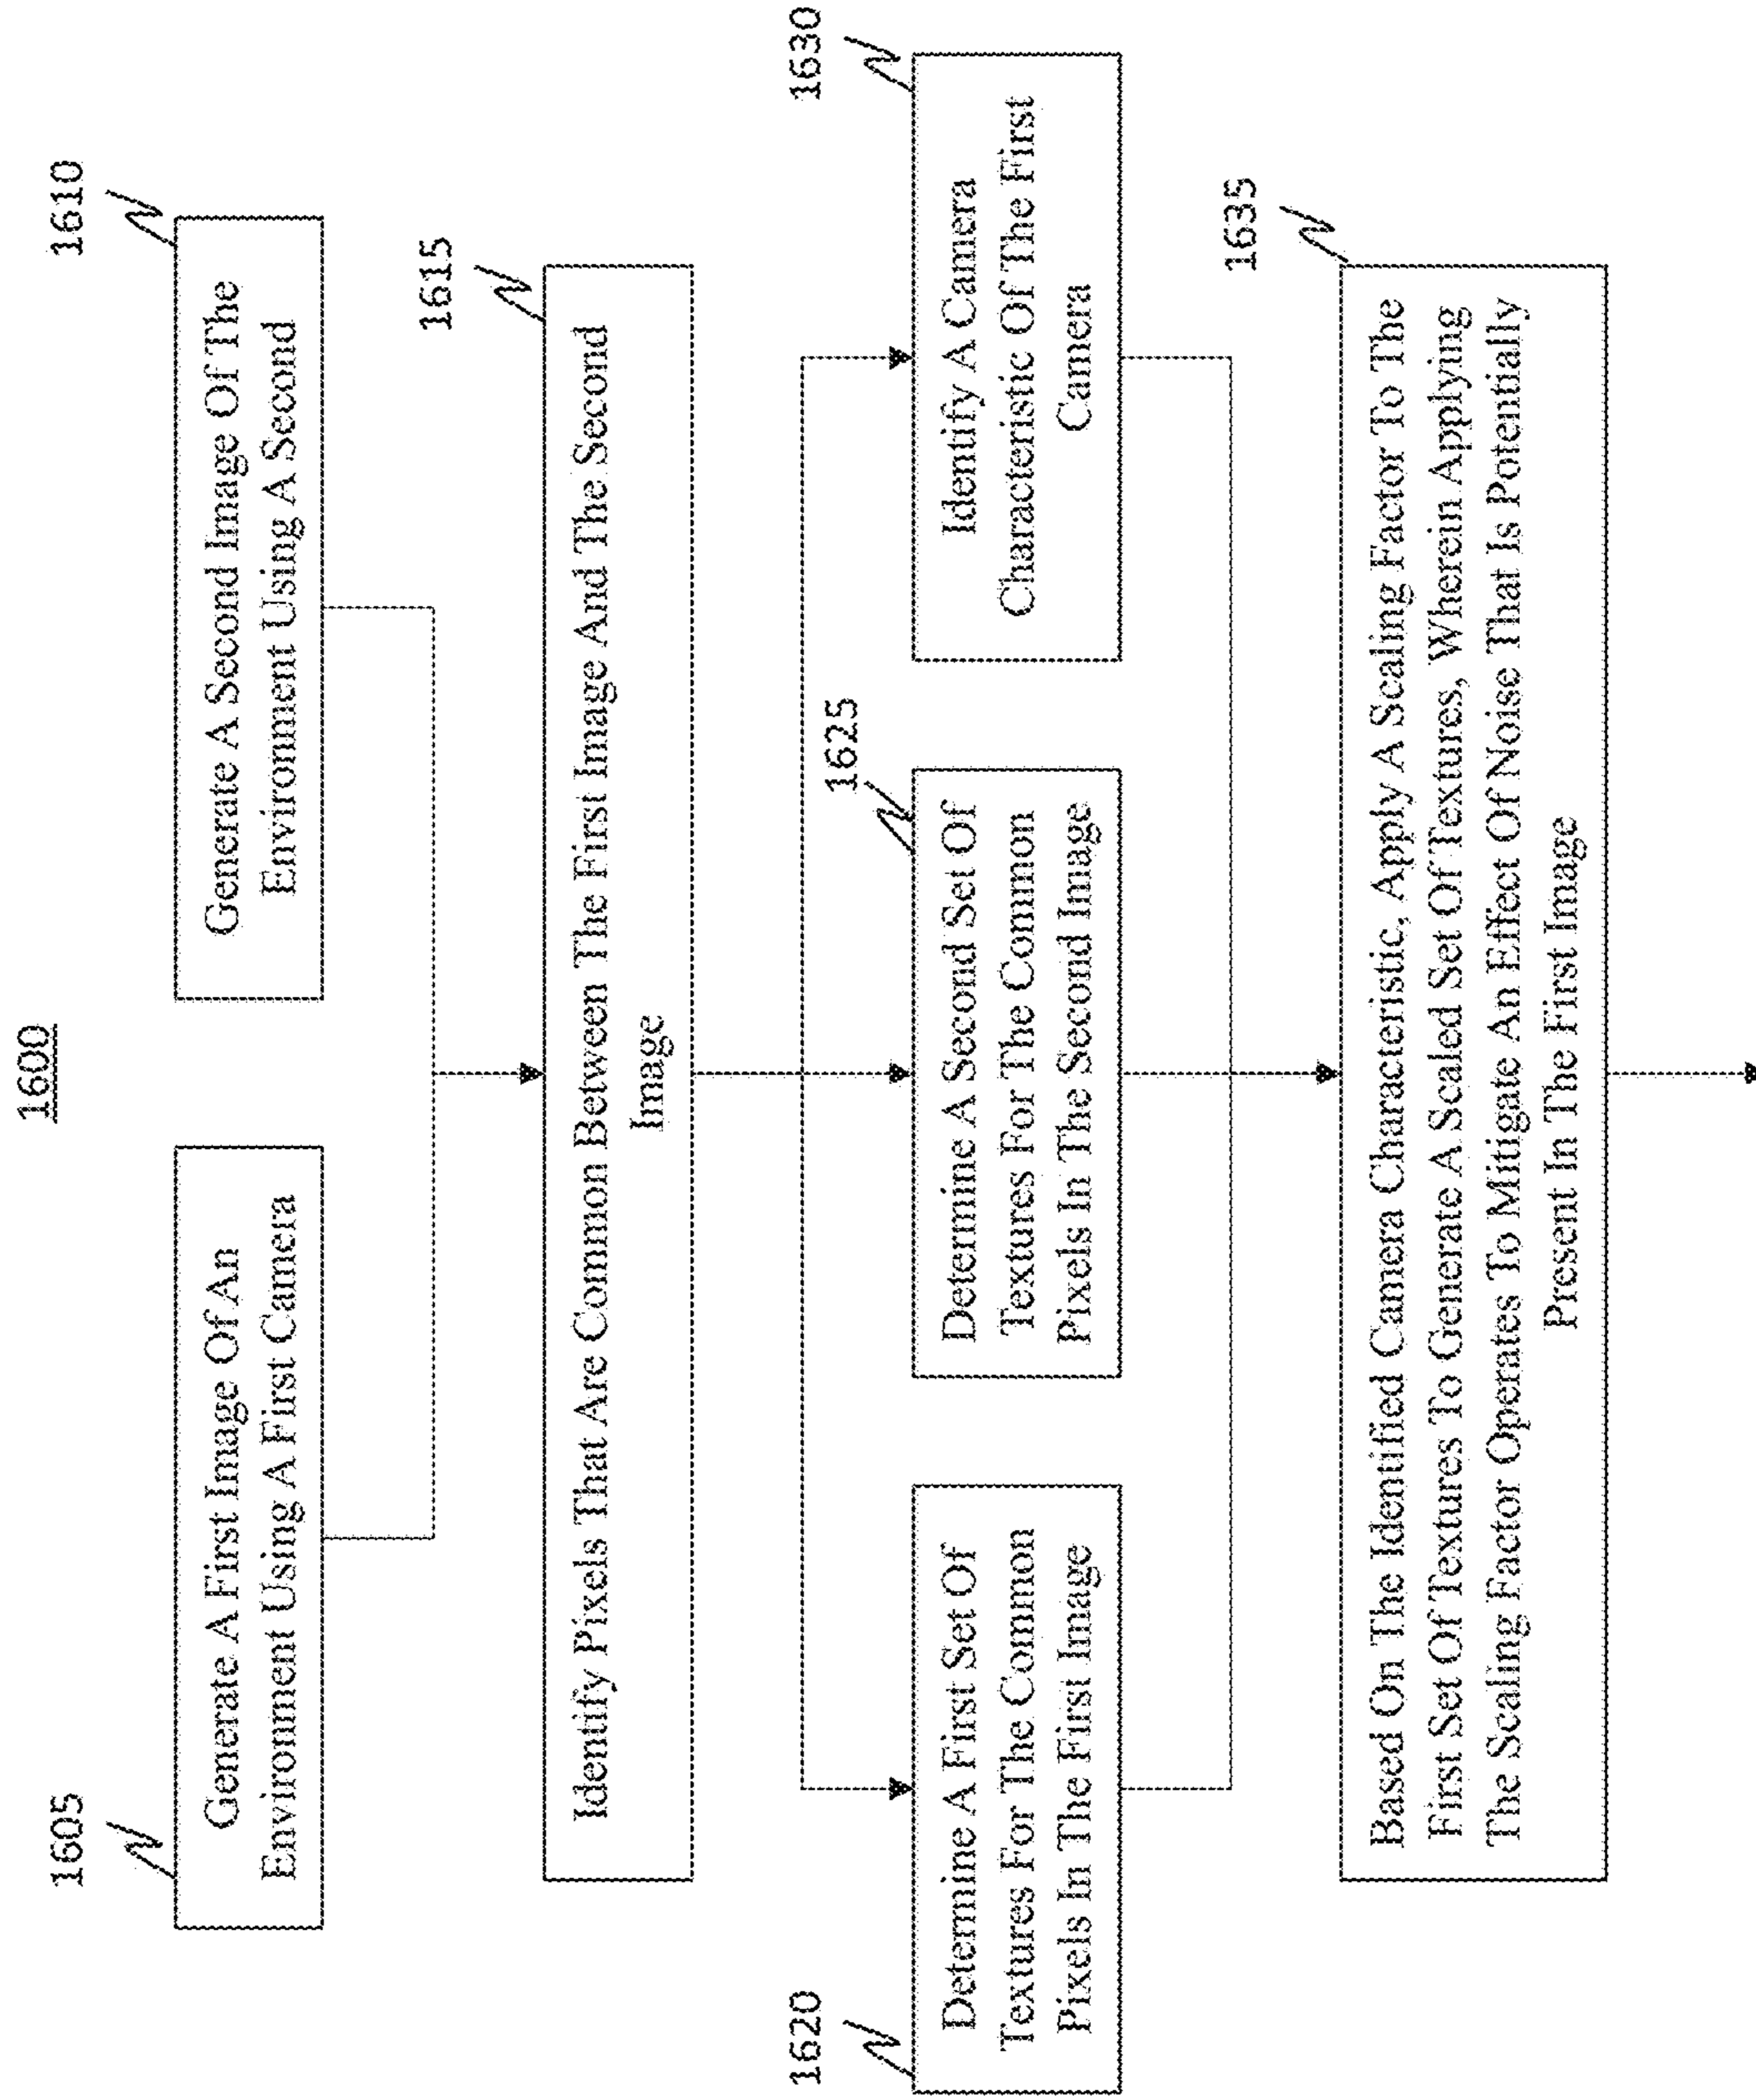 1600
1605
Generate A First Image Of An
Environment Using A First Camera
1610
Generate A Second Image Of The
Environment Using A Second
1615
Identify Pixels That Are Common Between The First Image And The Second
Image
1620
Determine A First Set Of
Textures For The Common
Pixels In The First Image
1625
Determine A Second Set Of
Textures For The Common
Pixels In The Second Image
1630
Identify A Camera
Characteristic Of The First
Camera
1635
Based On The Identified Camera Characteristic, Apply A Scaling Factor To The
First Set Of Textures To Generate A Scaled Set Of Textures, Wherein Applying
The Scaling Factor Operates To Mitigate An Effect Of Noise That Is Potentially
Present In The First Image